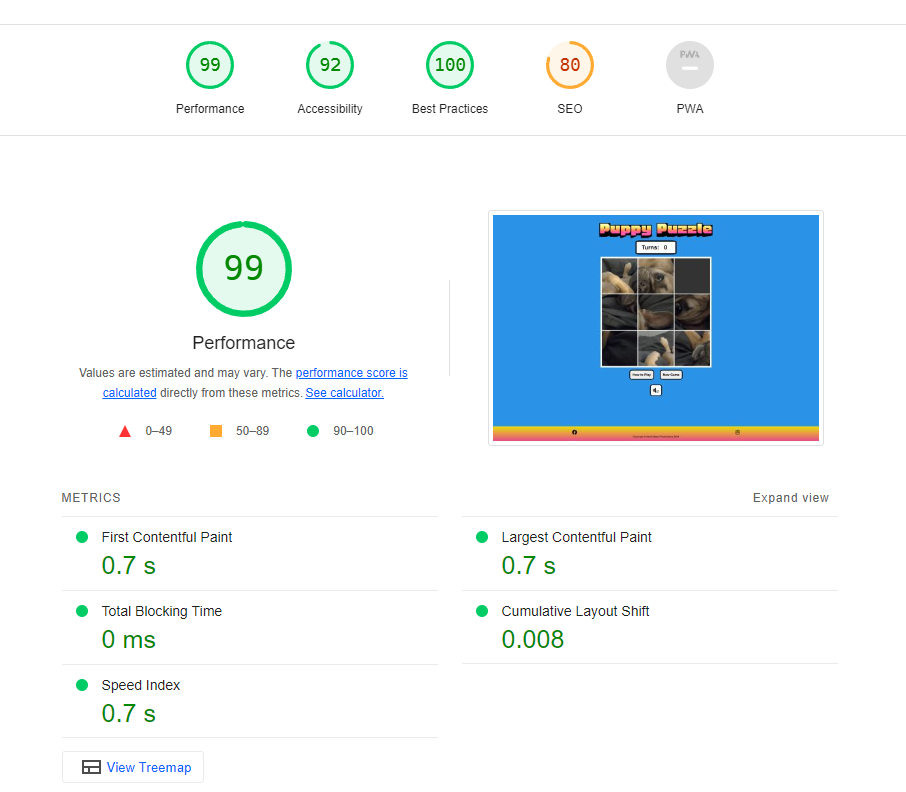 99
92
100
80
PWA
Performance
Accessibility
Best Practices
SEO
PWA
99
Performance
Values are estimated and may vary. The performance score is
calculated directly from these metrics. See calculator.
0–49
50–89
90–100
Puppy Puzzle
Turns: 0
How to Play
New Game
METRICS
Expand view
First Contentful Paint
0.7 s
Largest Contentful Paint
0.7 s
Total Blocking Time
0 ms
Cumulative Layout Shift
0.008
Speed Index
0.7 s
View Treemap